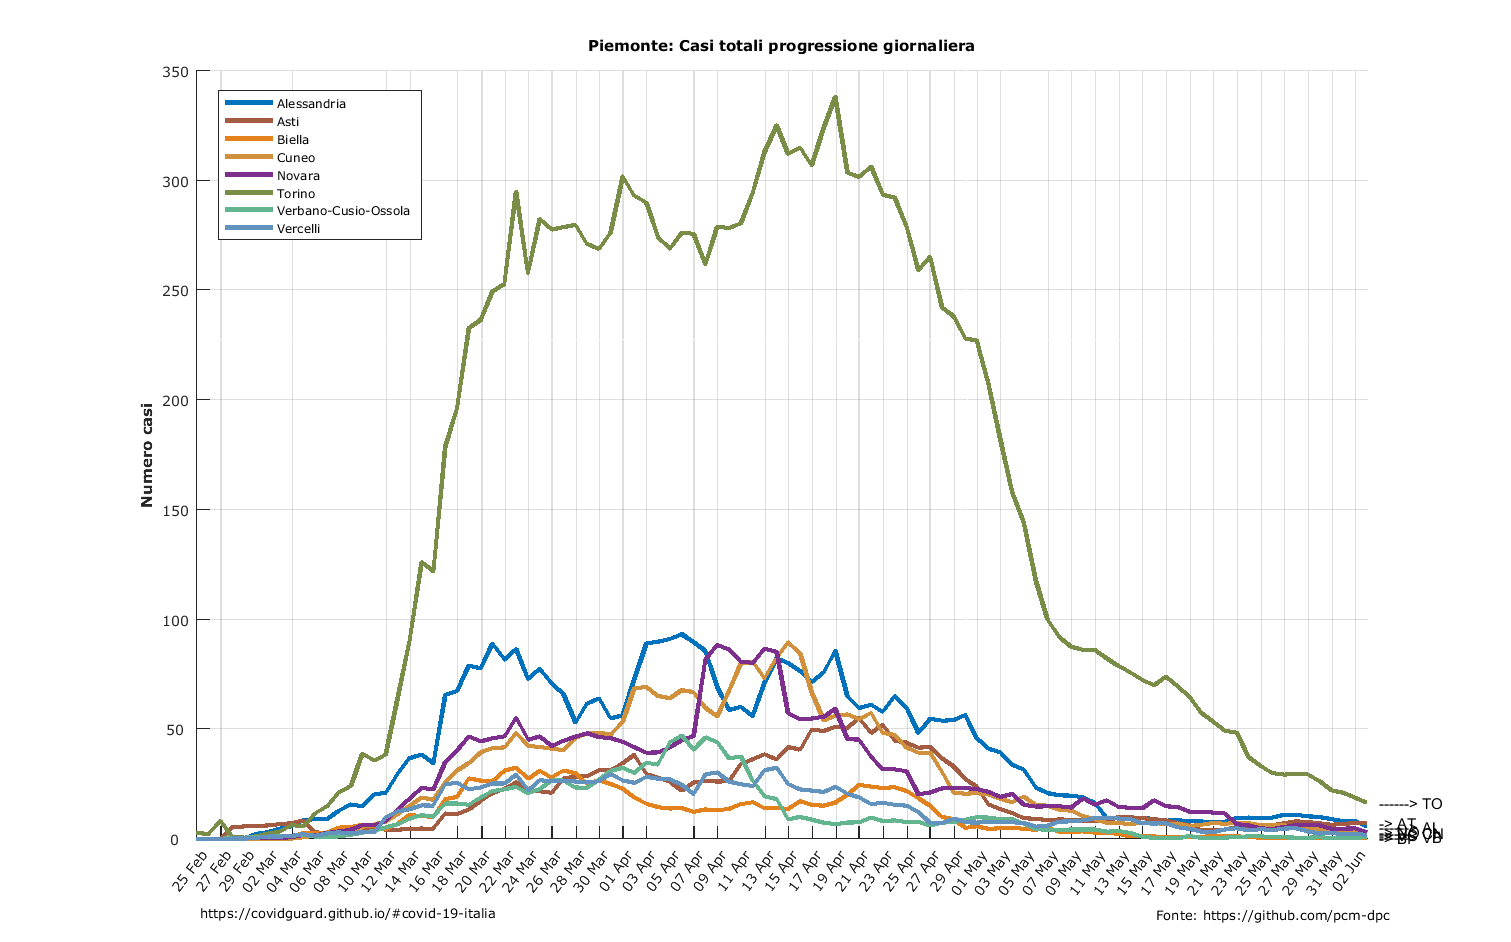 Piemonte: Casi totali progressione giornaliera
Numero casi
350
300
250
200
150
100
50
0
Alessandria
Asti
Biella
Cuneo
Novara
Torino
Verbano-Cusio-Ossola
Vercelli
------> TO
-> AT
25 Feb
27 Feb
29 Feb
02 Mar
04 Mar
06 Mar
08 Mar
10 Mar
12 Mar
14 Mar
16 Mar
18 Mar
20 Mar
22 Mar
24 Mar
26 Mar
28 Mar
30 Mar
01 Apr
03 Apr
05 Apr
07 Apr
09 Apr
11 Apr
13 Apr
15 Apr
17 Apr
19 Apr
21 Apr
23 Apr
25 Apr
27 Apr
29 Apr
01 May
03 May
05 May
07 May
09 May
11 May
13 May
15 May
17 May
19 May
21 May
23 May
25 May
27 May
29 May
31 May
02 Jun
https://covidguard.github.io/#covid-19-italia
Fonte: https://github.com/pcm-dpc